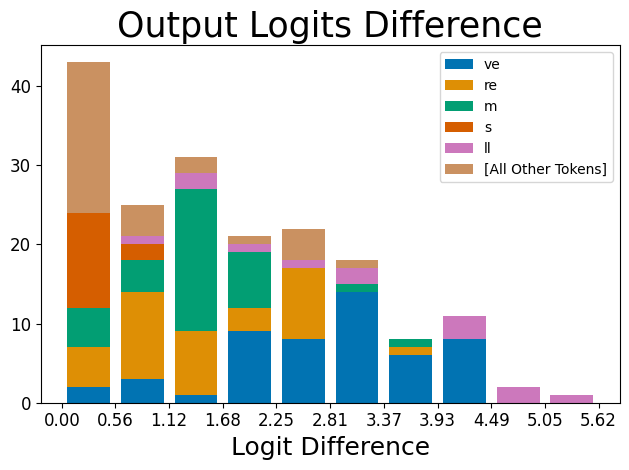 Output Logits Difference
ve
re
m
s
ll
[All Other Tokens]
40
30
20
10
0
0.00 0.56 1.12 1.68 2.25 2.81 3.37 3.93 4.49 5.05 5.62
Logit Difference